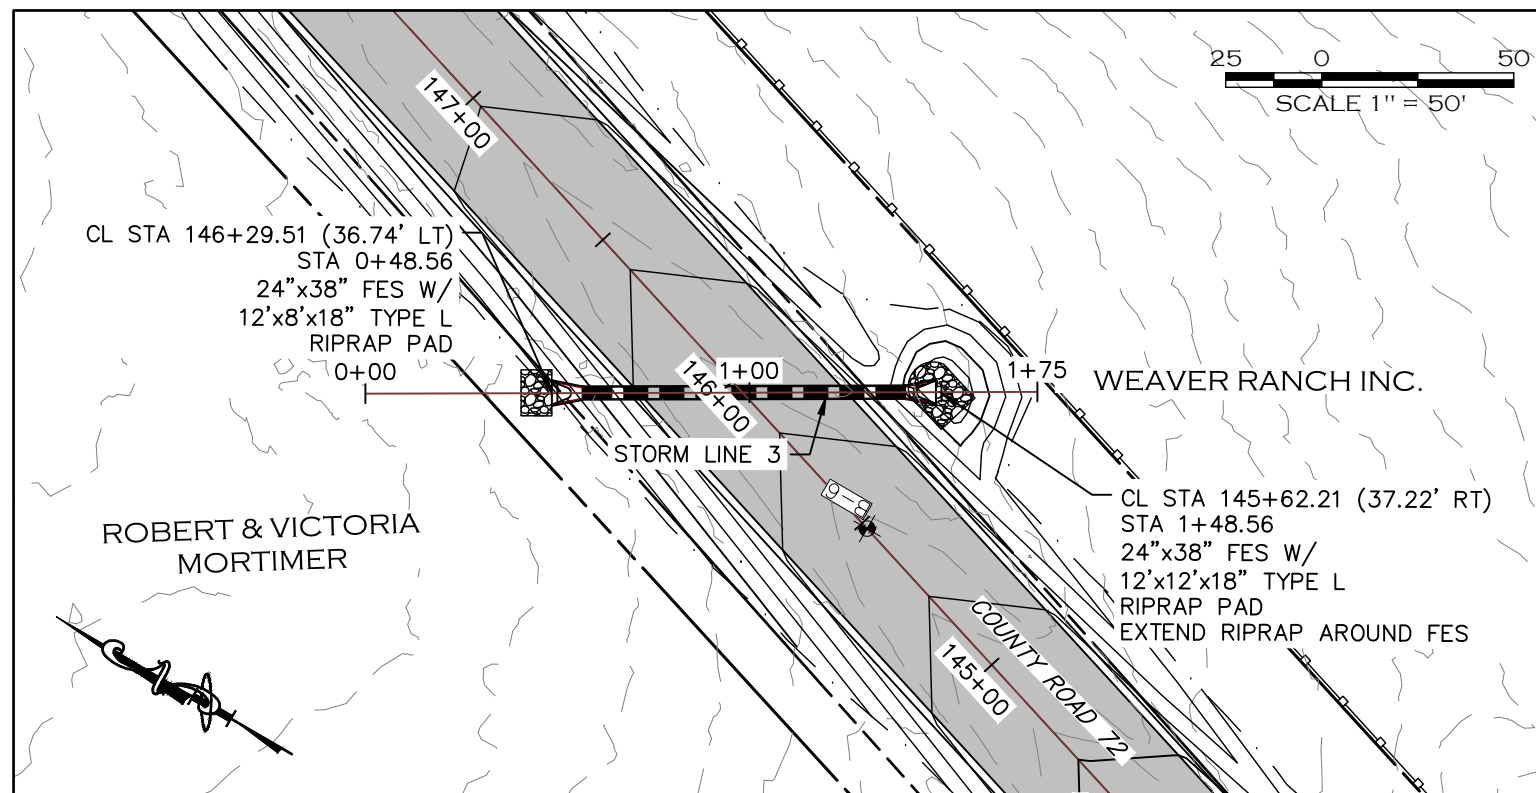 25 0 50
SCALE 1" = 50'
147+00
CL STA 146+29.51 (36.74' LT)
STA 0+48.56
24"x38" FES W/
12'x8'x18" TYPE L
RIPRAP PAD
0+00
146+00
1+00
1+75
WEAVER RANCH INC.
STORM LINE 3
CL STA 145+62.21 (37.22' RT)
STA 1+48.56
24"x38" FES W/
12'x12'x18" TYPE L
RIPRAP PAD
EXTEND RIPRAP AROUND FES
ROBERT & VICTORIA
MORTIMER
COUNTY ROAD 72
145+00